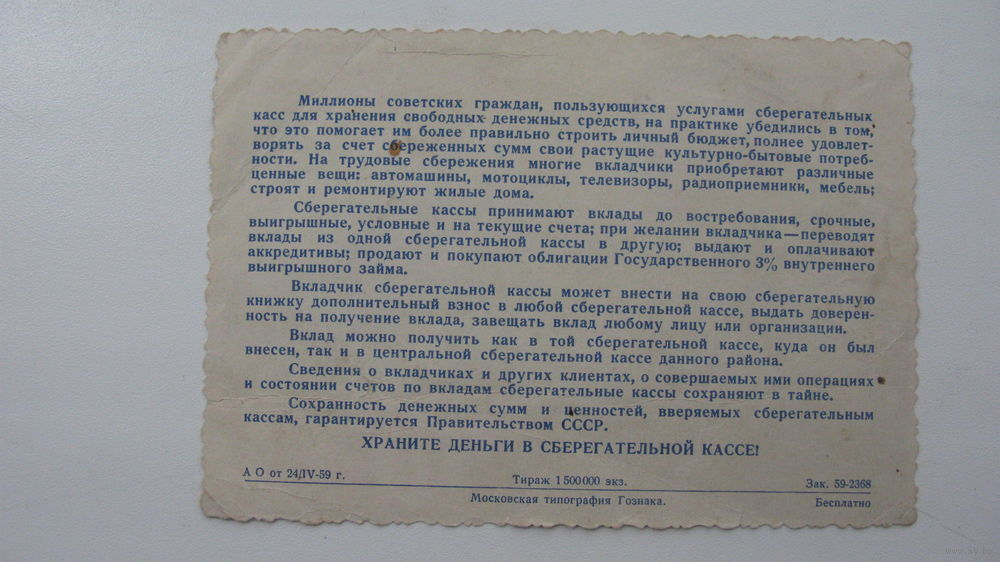 Миллионы советских граждан, пользующихся услугами сберегательных
касс для хранения свободных денежных средств, на практике убедились в том,
что это помогает им более правильно строить личный бюджет, полнее удовлет-
ворять за счет сбереженных сумм свои растущие культурно-бытовые потреб-
ности. На трудовые сбережения многие вкладчики приобретают различные
ценные вещи: автомашины, мотоциклы, телевизоры, радиоприемники, мебель;
строят и ремонтируют жилые дома.
Сберегательные кассы принимают вклады до востребования, срочные,
выигрышные, условные и на текущие счета; при желании вкладчика—переводят
вклады из одной сберегательной кассы в другую; выдают и оплачивают
аккредитивы; продают и покупают облигации Государственного 3% внутреннего
выигрышного займа.
Вкладчик сберегательной кассы может внести на свою сберегательную
книжку дополнительный взнос в любой сберегательной кассе, выдать доверен-
ность на получение вклада, завещать вклад любому лицу или организации.
Вклад можно получить как в той сберегательной кассе, куда он был
внесен, так и в центральной сберегательной кассе данного района.
Сведения о вкладчиках и других клиентах, о совершаемых ими операциях
и состоянии счетов по вкладам сберегательные кассы сохраняют в тайне.
Сохранность денежных сумм и ценностей, вверяемых сберегательным
кассам, гарантируется Правительством СССР.
ХРАНИТЕ ДЕНЬГИ В СБЕРЕГАТЕЛЬНОЙ КАССЕ!
А О от 24/IV-59 г. Тираж 1 500 000 экз. Зак. 59-2368
Московская типография Гознака. Бесплатно
www.ay.by